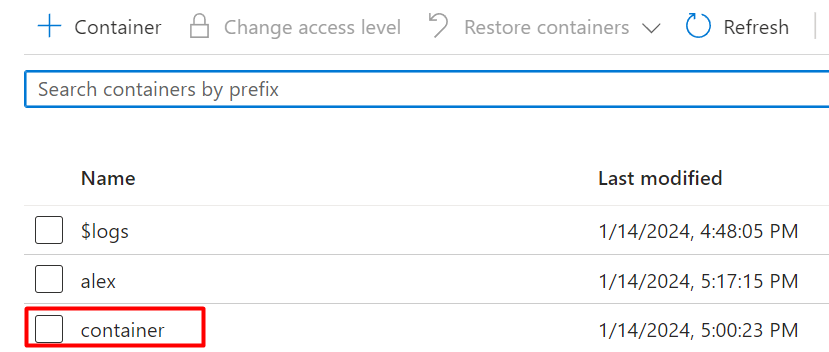 Container Change access level Restore containers Refresh
Search containers by prefix
Name Last modified
$logs 1/14/2024, 4:48:05 PM
alex 1/14/2024, 5:17:15 PM
container 1/14/2024, 5:00:23 PM